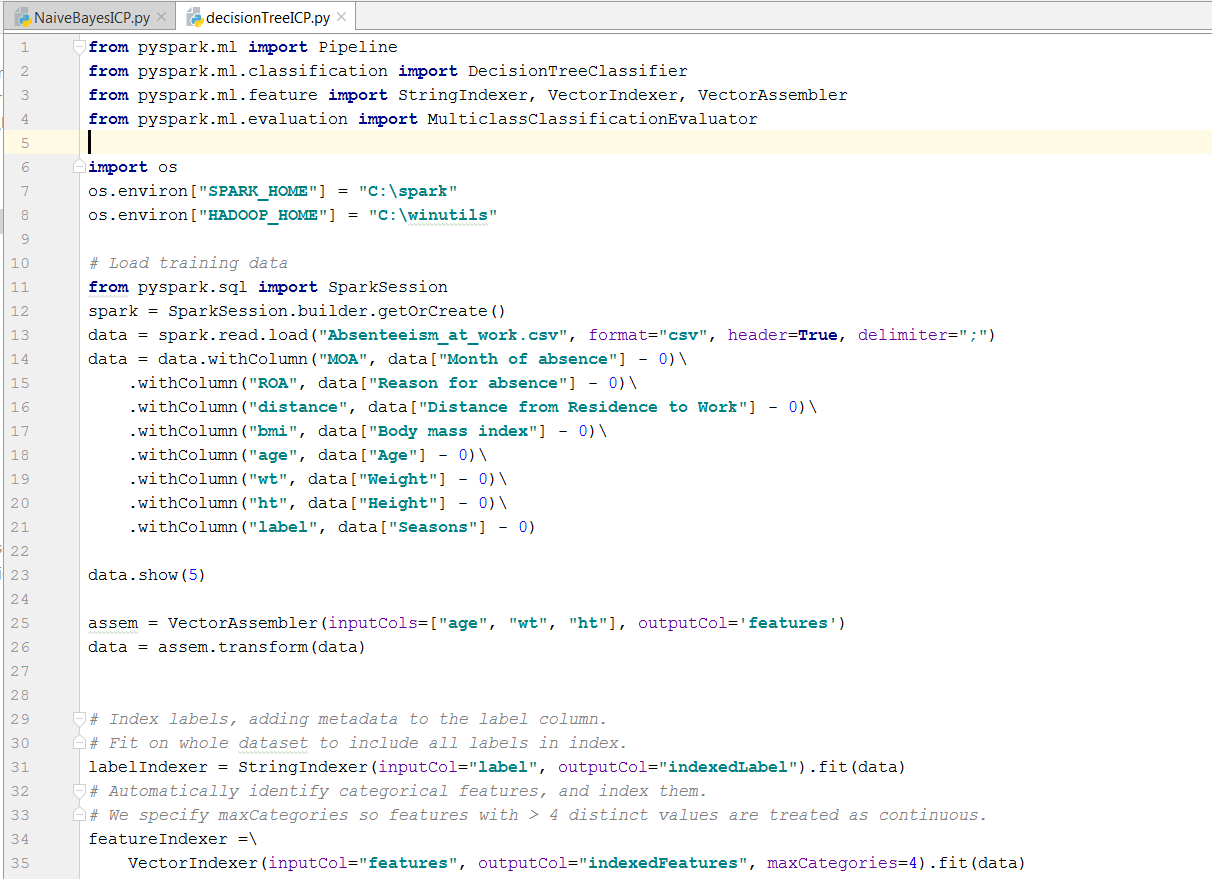 NaiveBayesICP.py decisionTreeICP.py
1 from pyspark.ml import Pipeline
2 from pyspark.ml.classification import DecisionTreeClassifier
3 from pyspark.ml.feature import StringIndexer, VectorIndexer, VectorAssembler
4 from pyspark.ml.evaluation import MulticlassClassificationEvaluator
5
6 import os
7 os.environ["SPARK_HOME"] = "C:\spark"
8 os.environ["HADOOP_HOME"] = "C:\winutils"
9
10 # Load training data
11 from pyspark.sql import SparkSession
12 spark = SparkSession.builder.getOrCreate()
13 data = spark.read.load("Absenteeism_at_work.csv", format="csv", header=True, delimiter=";")
14 data = data.withColumn("MOA", data["Month of absence"] - 0)\
15     .withColumn("ROA", data["Reason for absence"] - 0)\
16     .withColumn("distance", data["Distance from Residence to Work"] - 0)\
17     .withColumn("bmi", data["Body mass index"] - 0)\
18     .withColumn("age", data["Age"] - 0)\
19     .withColumn("wt", data["Weight"] - 0)\
20     .withColumn("ht", data["Height"] - 0)\
21     .withColumn("label", data["Seasons"] - 0)
22
23 data.show(5)
24
25 assem = VectorAssembler(inputCols=["age", "wt", "ht"], outputCol='features')
26 data = assem.transform(data)
27
28
29 # Index labels, adding metadata to the label column.
30 # Fit on whole dataset to include all labels in index.
31 labelIndexer = StringIndexer(inputCol="label", outputCol="indexedLabel").fit(data)
32 # Automatically identify categorical features, and index them.
33 # We specify maxCategories so features with > 4 distinct values are treated as continuous.
34 featureIndexer =\
35     VectorIndexer(inputCol="features", outputCol="indexedFeatures", maxCategories=4).fit(data)